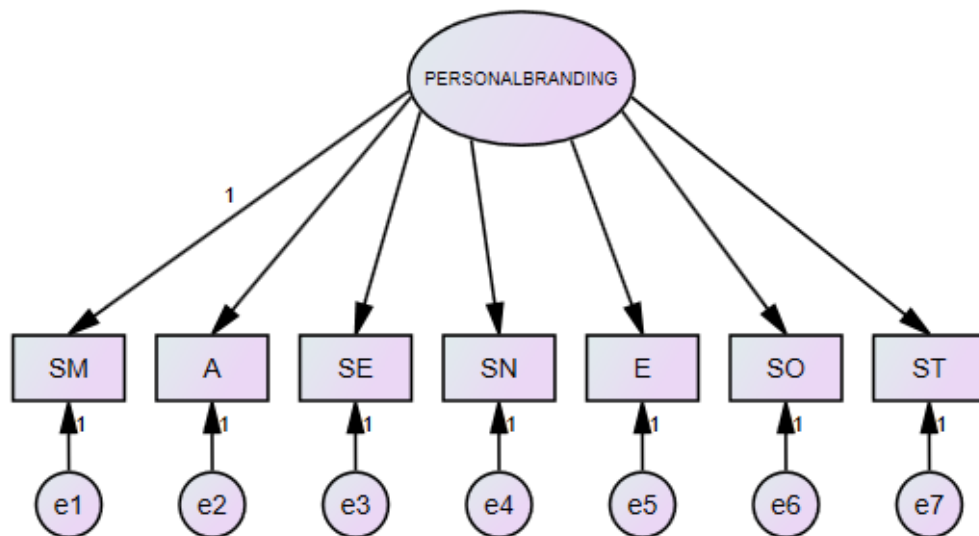 PERSONALBRANDING
1
SM A SE SN E SO ST
1 1 1 1 1 1 1
e1 e2 e3 e4 e5 e6 e7